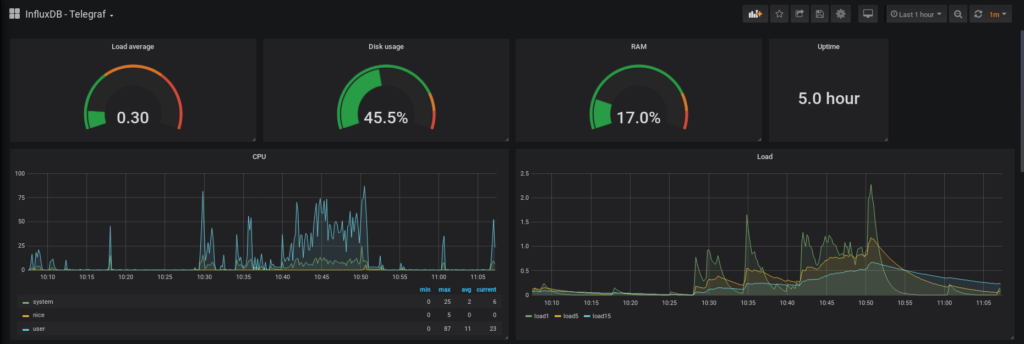 InfluxDB - Telegraf
Last 1 hour
1m
Load average
Disk usage
RAM
Uptime
0.30
45.5%
17.0%
5.0 hour
CPU
100
75
50
25
0
10:10 10:15 10:20 10:25 10:30 10:35 10:40 10:45 10:50 10:55 11:00 11:05
min max avg current
system 0 25 2 6
nice 0 5 0 0
user 0 87 11 23
Load
2.5
2.0
1.5
1.0
0.5
0
10:10 10:15 10:20 10:25 10:30 10:35 10:40 10:45 10:50 10:55 11:00 11:05
load1 load5 load15